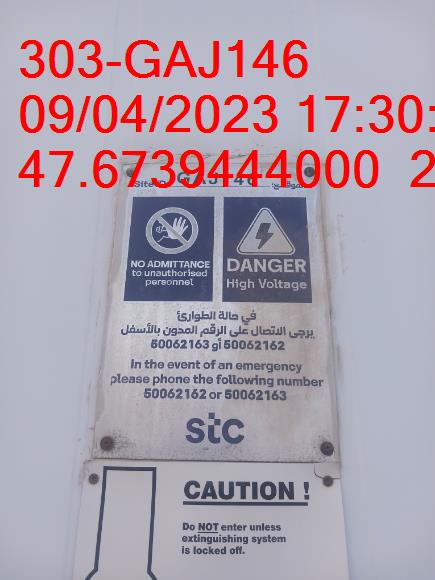 303-GAJ146
09/04/2023 17:30:
47.6739444000 2
Site
NO ADMITTANCE
to unauthorised
personnel
DANGER
High Voltage
في حالة الطوارئ
يرجى الاتصال على الرقم المدون بالأسفل
50062162 أو 50062163
In the event of an emergency
please phone the following number
50062162 or 50062163
stc
CAUTION !
Do NOT enter unless
extinguishing system
is locked off.